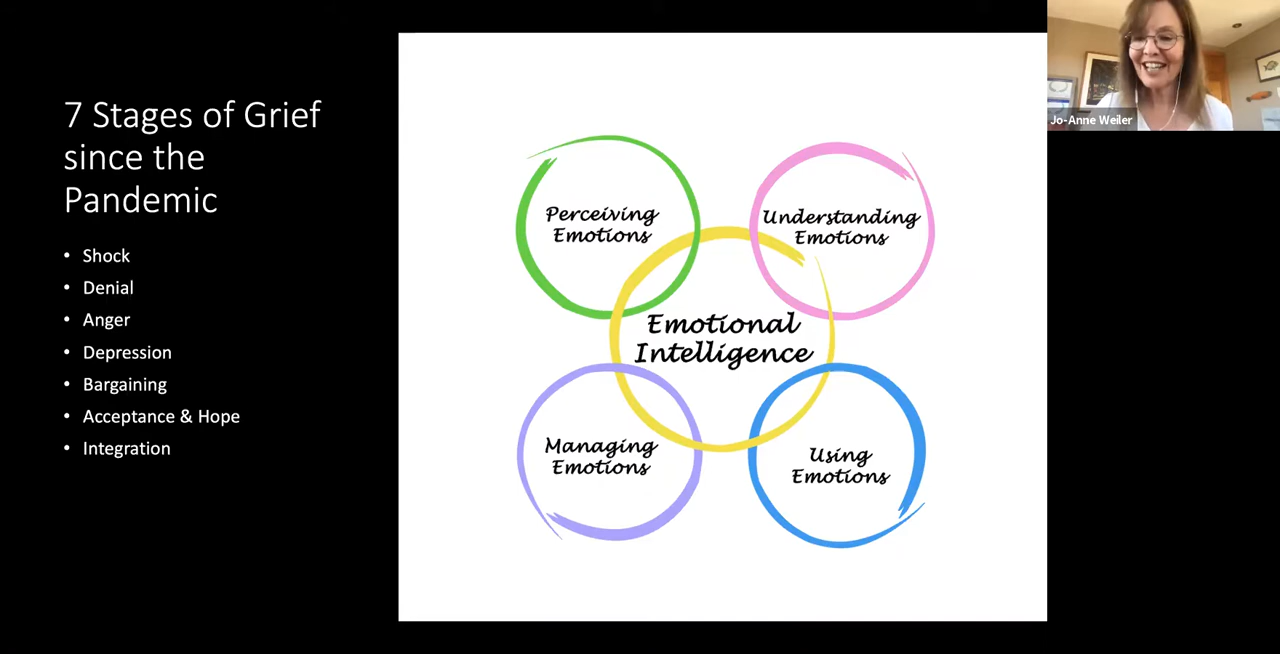 7 Stages of Grief
since the
Pandemic
• Shock
• Denial
• Anger
• Depression
• Bargaining
• Acceptance & Hope
• Integration
Perceiving
Emotions
Understanding
Emotions
Emotional
Intelligence
Managing
Emotions
Using
Emotions
Jo-Anne Weiler